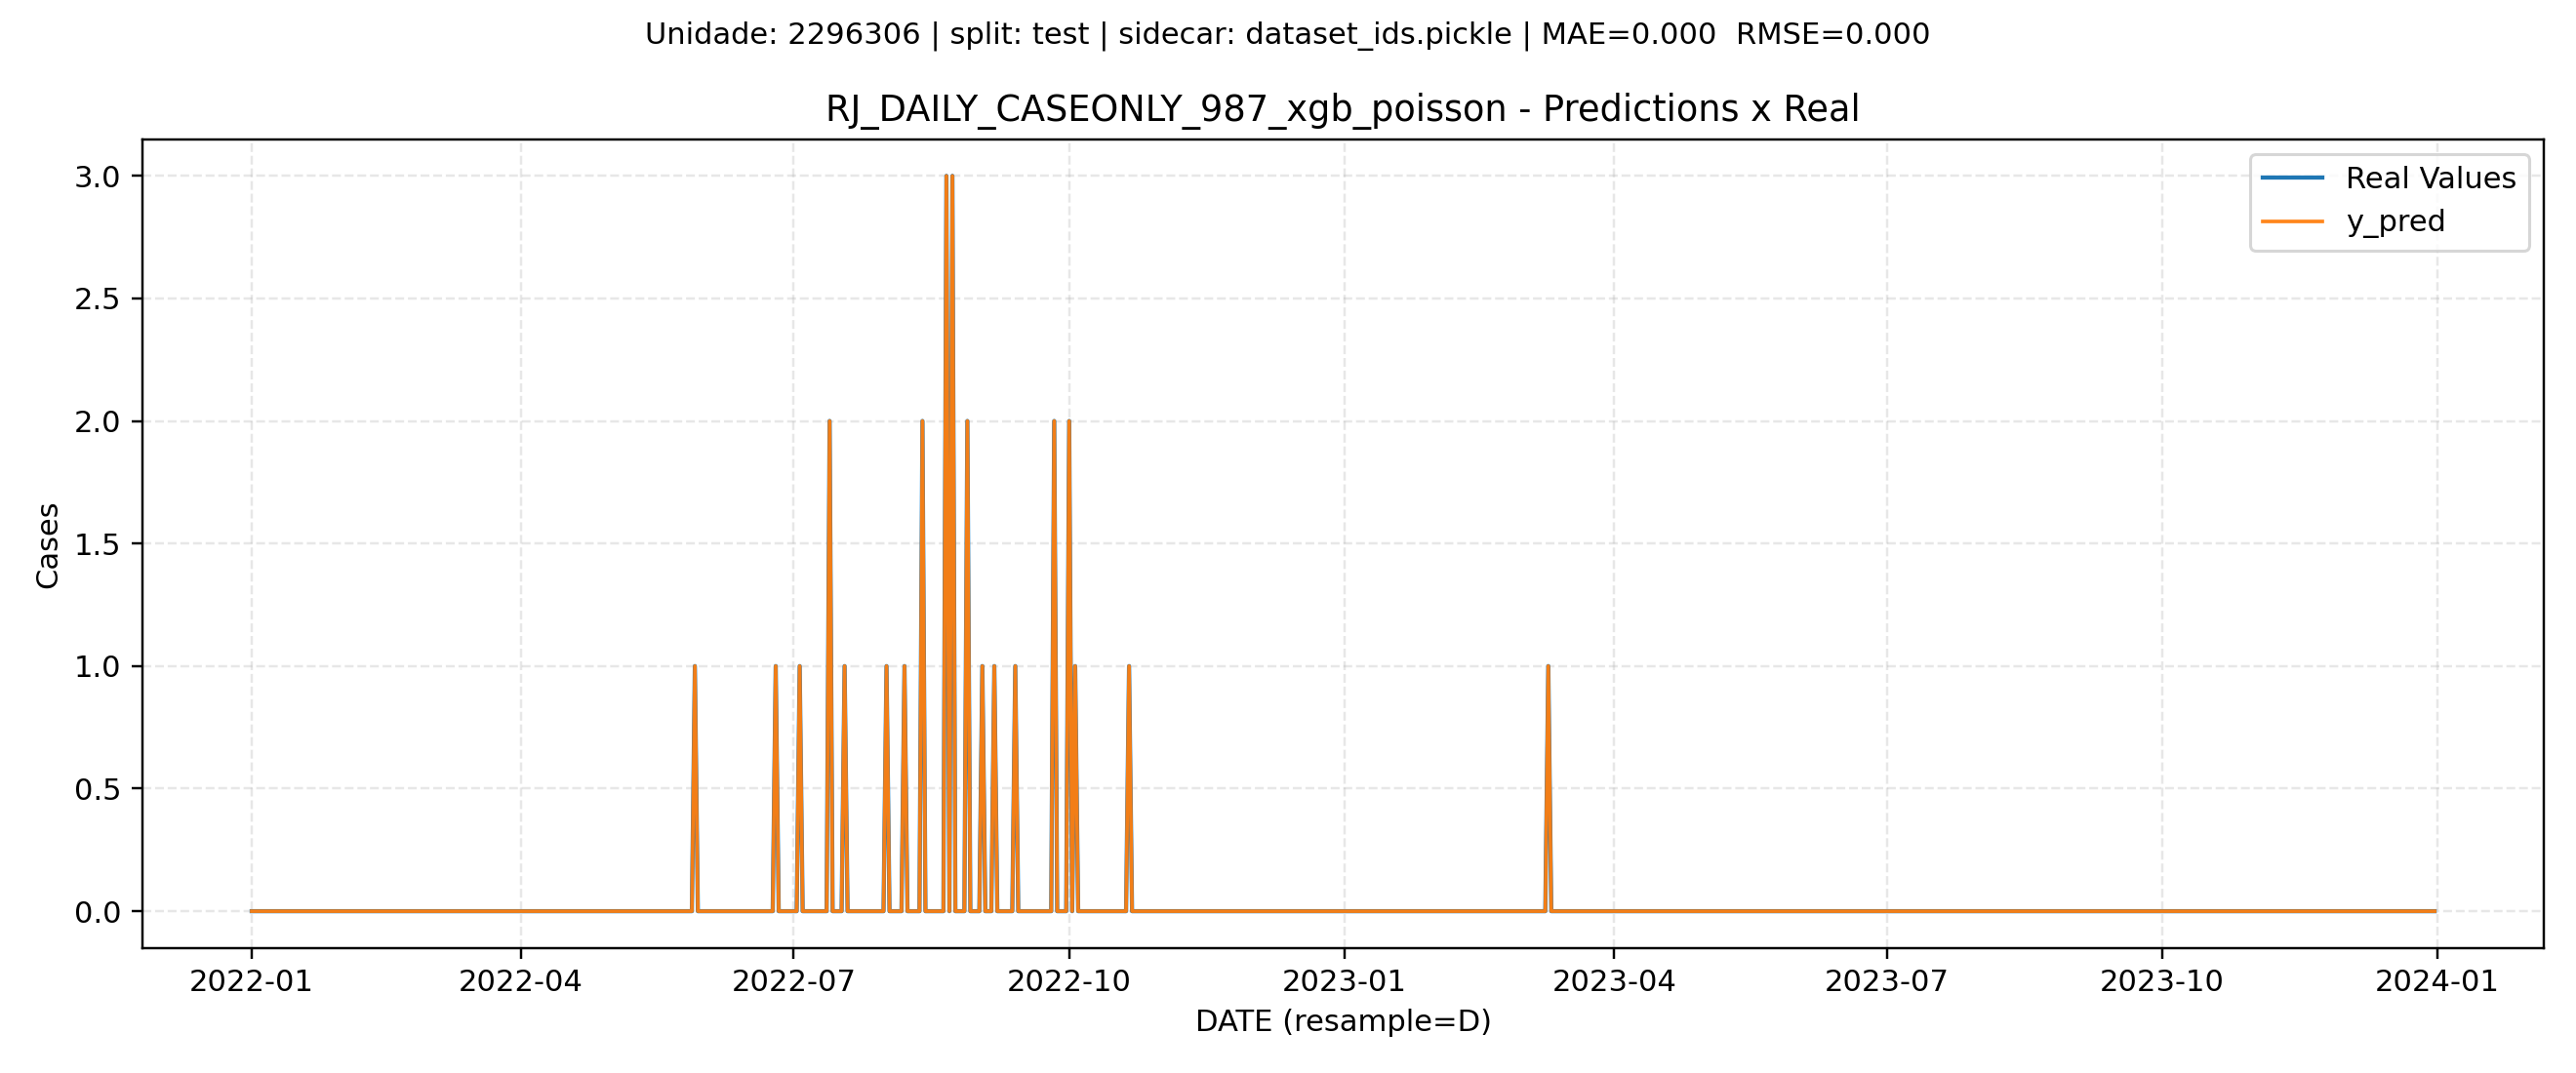 Unidade: 2296306 | split: test | sidecar: dataset_ids.pickle | MAE=0.000  RMSE=0.000
RJ_DAILY_CASEONLY_987_xgb_poisson - Predictions x Real
Real Values
y_pred
Cases
3.0
2.5
2.0
1.5
1.0
0.5
0.0
2022-01 2022-04 2022-07 2022-10 2023-01 2023-04 2023-07 2023-10 2024-01
DATE (resample=D)